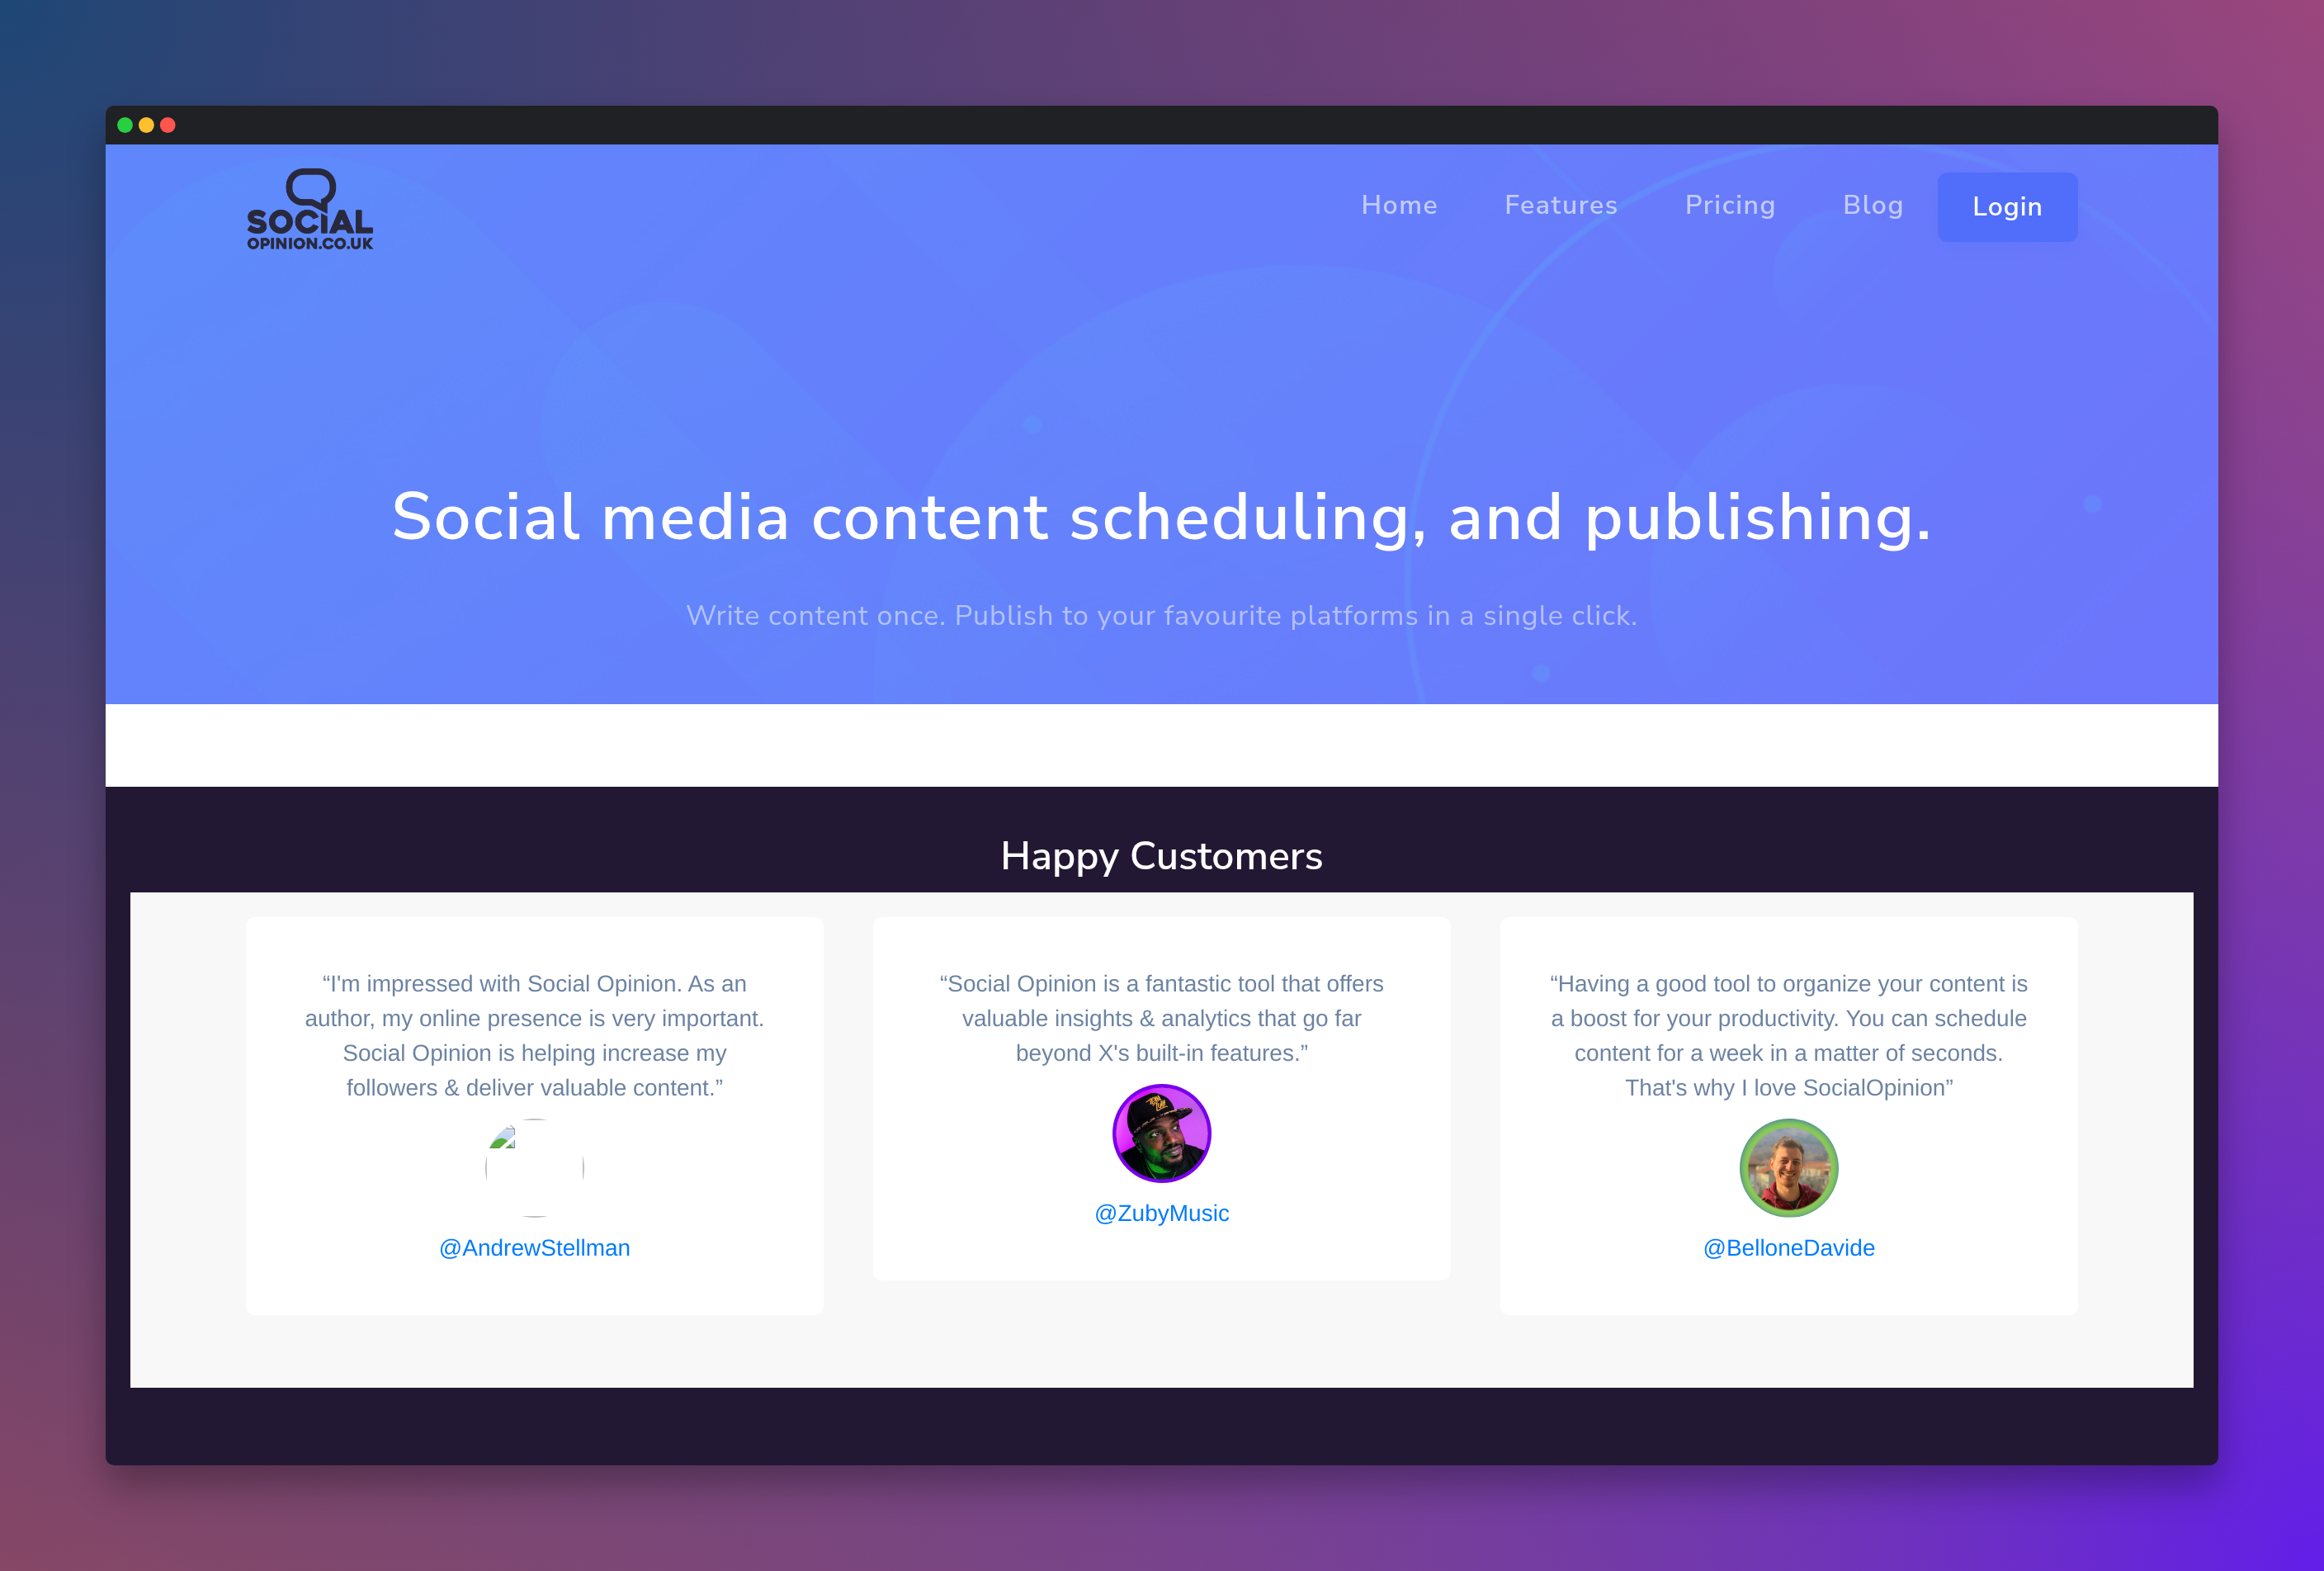 SOCIAL
OPINION.CO.UK
Home Features Pricing Blog Login
Social media content scheduling, and publishing.
Write content once. Publish to your favourite platforms in a single click.
Happy Customers
“I'm impressed with Social Opinion. As an
author, my online presence is very important.
Social Opinion is helping increase my
followers & deliver valuable content.”
@AndrewStellman
“Social Opinion is a fantastic tool that offers
valuable insights & analytics that go far
beyond X's built-in features.”
@ZubyMusic
“Having a good tool to organize your content is
a boost for your productivity. You can schedule
content for a week in a matter of seconds.
That's why I love SocialOpinion”
@BelloneDavide